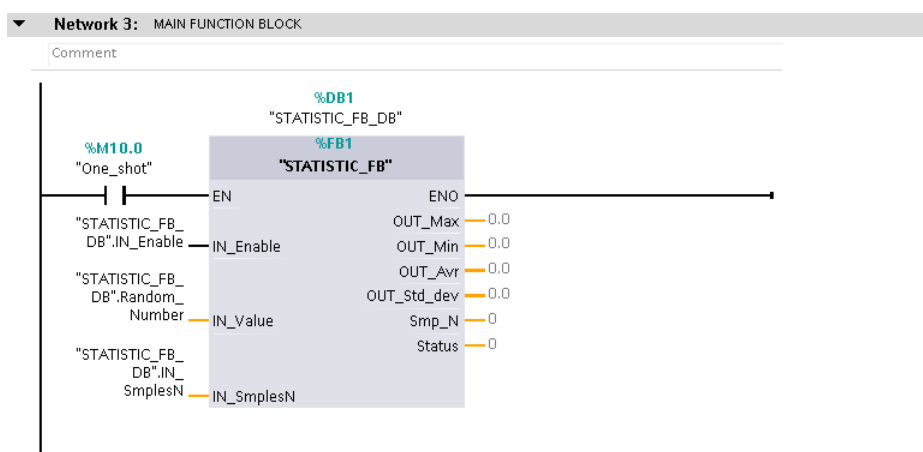 Network 3: MAIN FUNCTION BLOCK
Comment
%DB1
"STATISTIC_FB_DB"
%M10.0
"One_shot"
%FB1
"STATISTIC_FB"
EN
ENO
"STATISTIC_FB_
DB".IN_Enable
IN_Enable
OUT_Max
0.0
OUT_Min
0.0
OUT_Avr
0.0
"STATISTIC_FB_
DB".Random_
Number
IN_Value
OUT_Std_dev
0.0
Smp_N
0
Status
0
"STATISTIC_FB_
DB".IN_
SmplesN
IN_SmplesN